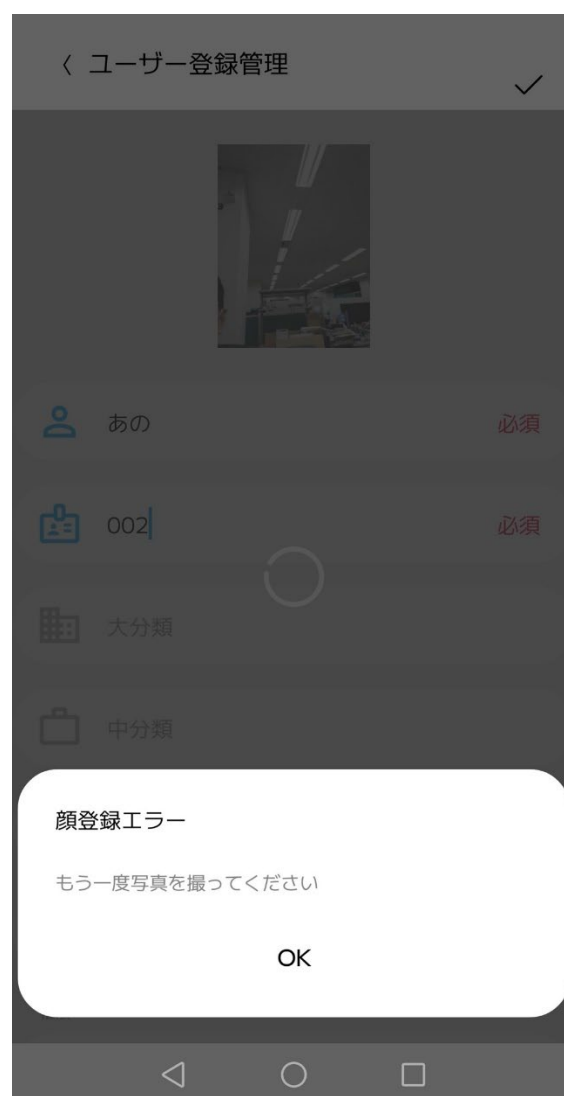 ユーザー登録管理
あの 必須
002 必須
大分類
中分類
顔登録エラー
もう一度写真を撮ってください
OK